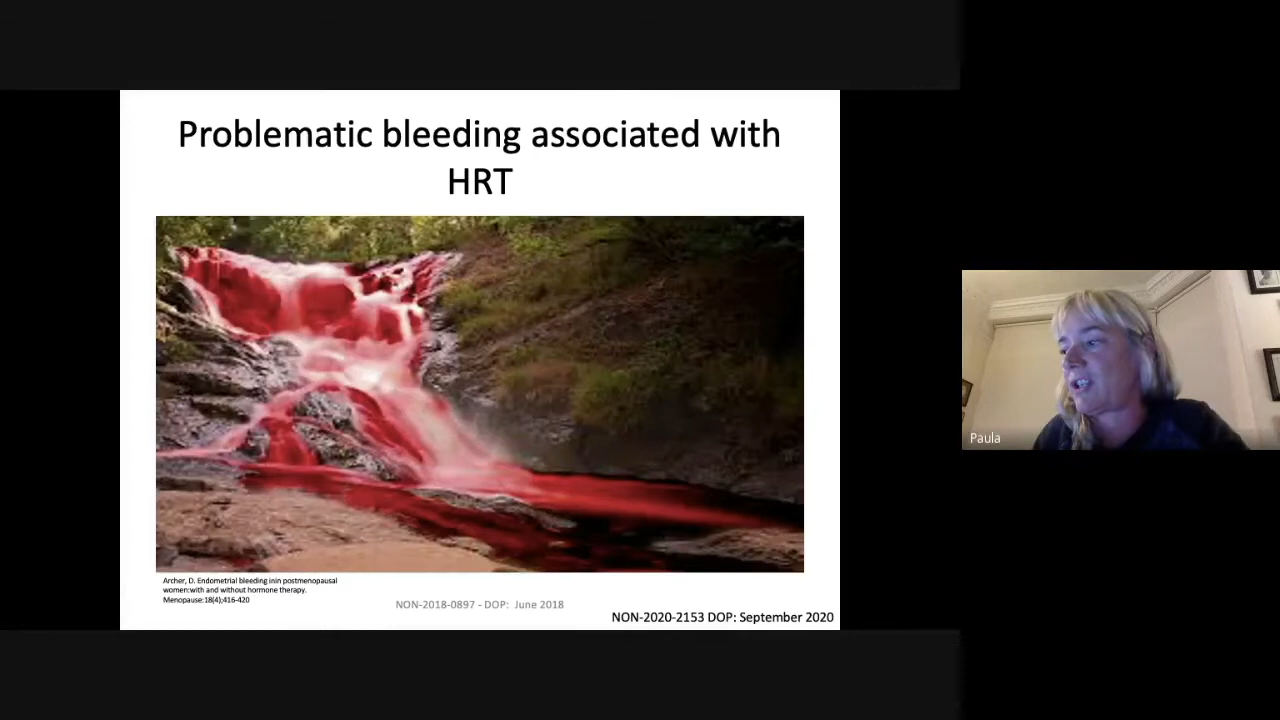 Problematic bleeding associated with
HRT
Archer, D. Endometrial bleeding inin postmenopausal
women:with and without hormone therapy.
Menopause:18(4);416-420
NON-2018-0897 - DOP:  June 2018
NON-2020-2153 DOP: September 2020
Paula